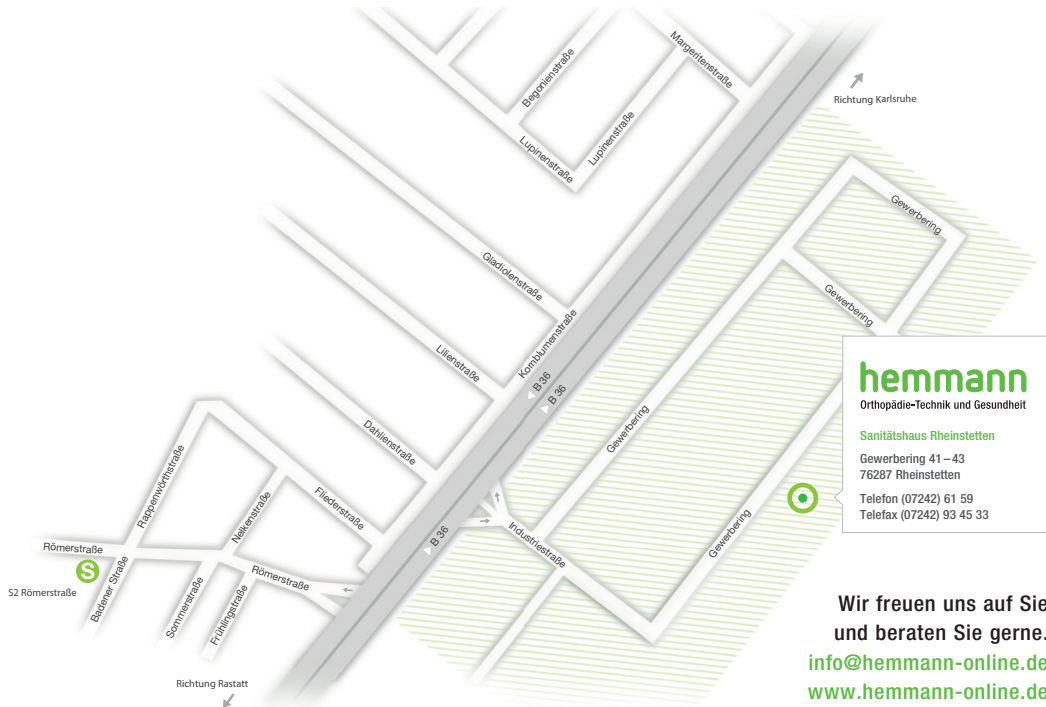 Margeritenstraße
Begonienstraße
Richtung Karlsruhe
Lupinenstraße
Lupinenstraße
Gewerbering
Gladiolenstraße
Gewerbering
Kornblumenstraße
Lilienstraße
B 36
B 36
hemmann
Orthopädie-Technik und Gesundheit
Sanitätshaus Rheinstetten
Gewerbering 41–43
76287 Rheinstetten
Telefon (07242) 61 59
Telefax (07242) 93 45 33
Gewerbering
Dahlienstraße
Rappenwörthstraße
Fliederstraße
Nelkenstraße
B 36
Industriestraße
Gewerbering
Römerstraße
S
S2 Römerstraße
Badener Straße
Sommerstraße
Frühlingstraße
Römerstraße
Richtung Rastatt
Wir freuen uns auf Sie
und beraten Sie gerne.
info@hemmann-online.de
www.hemmann-online.de